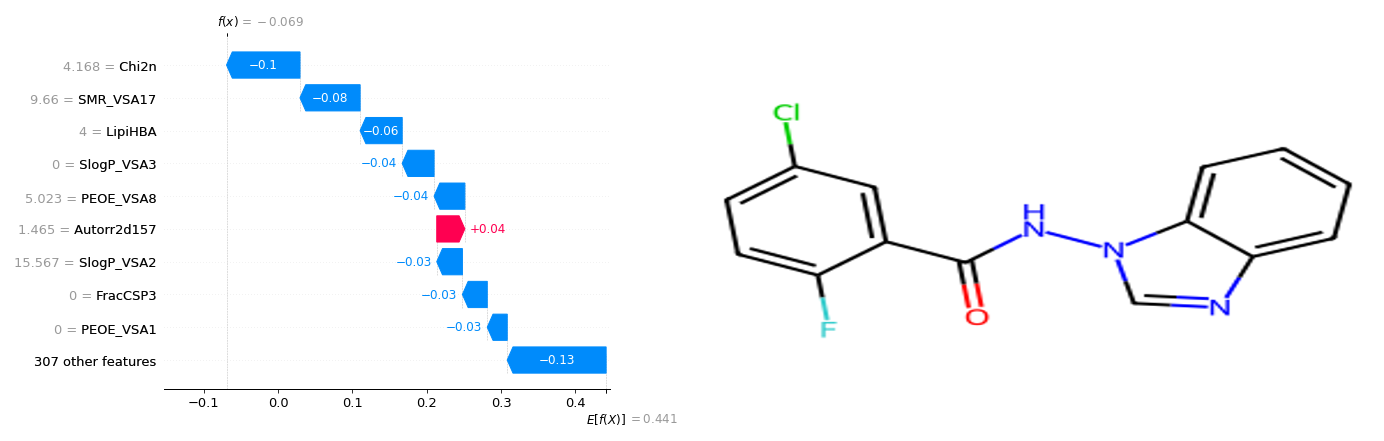 f(x) = −0.069
4.168 = Chi2n
−0.1
9.66 = SMR_VSA17
−0.08
4 = LipiHBA
−0.06
0 = SlogP_VSA3
−0.04
5.023 = PEOE_VSA8
−0.04
1.465 = Autorr2d157
+0.04
15.567 = SlogP_VSA2
−0.03
0 = FracCSP3
−0.03
0 = PEOE_VSA1
−0.03
307 other features
−0.13
−0.1 0.0 0.1 0.2 0.3 0.4
E[f(X)] = 0.441
Cl
H
N
N
O
N
F